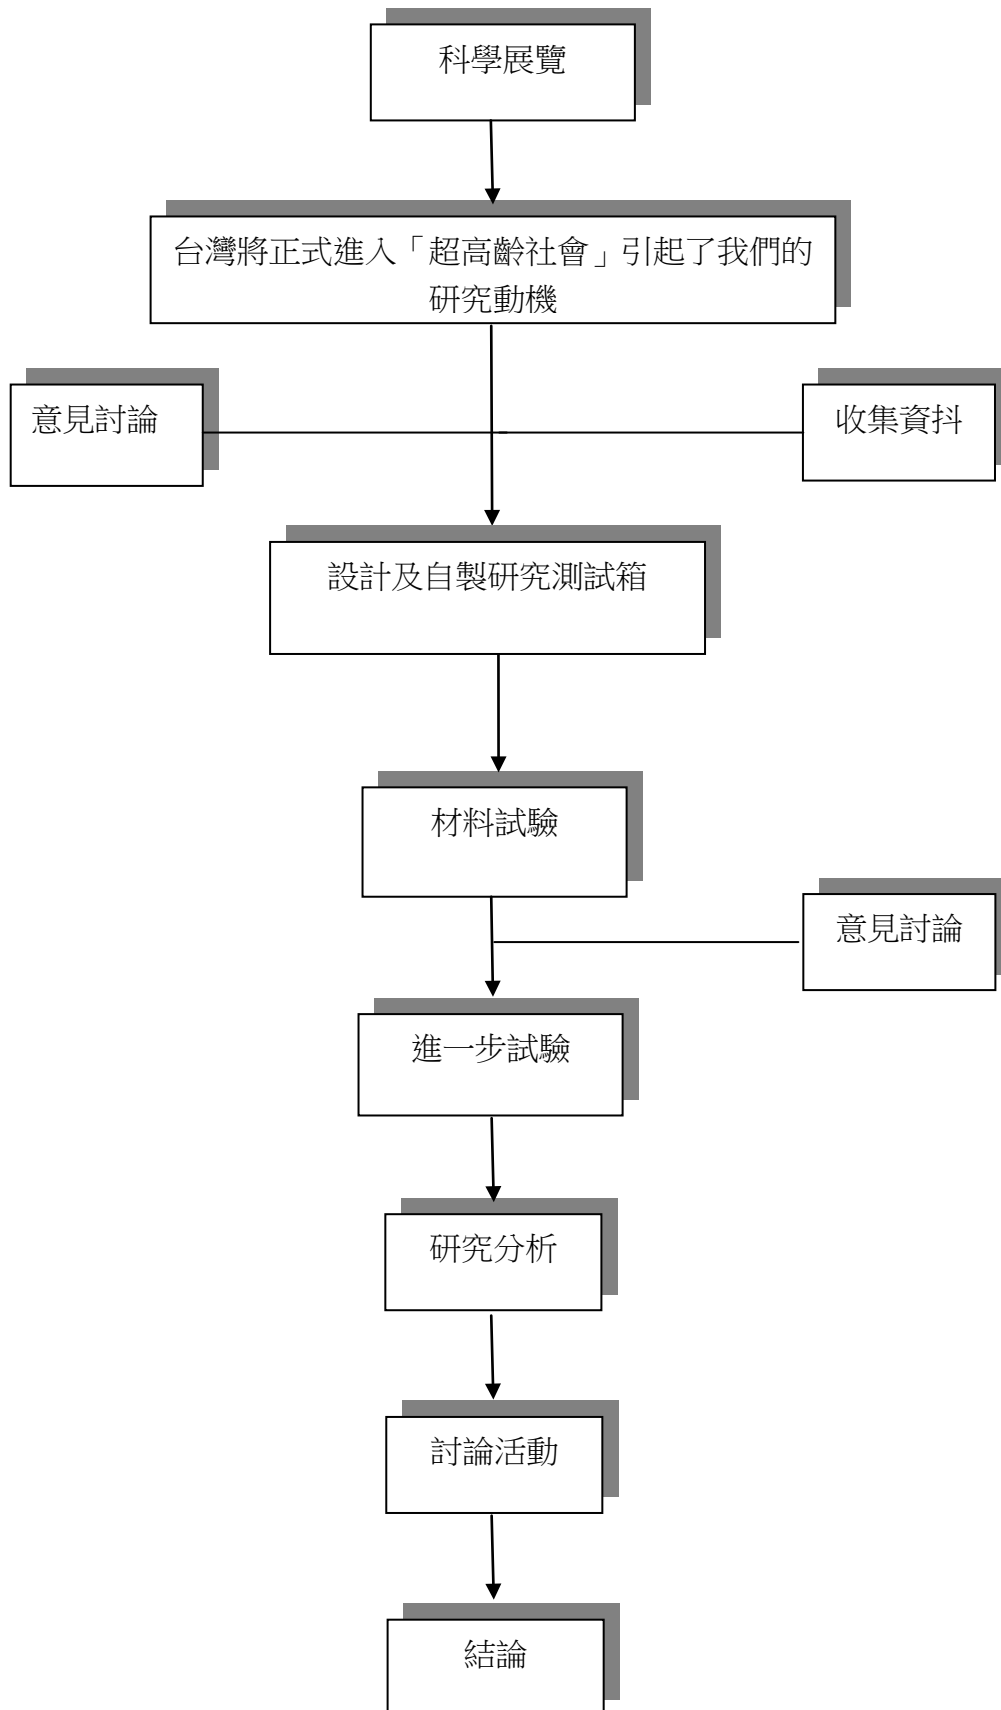 科學展覽
台灣將正式進入「超高齡社會」引起了我們的
研究動機
意見討論
收集資抖
設計及自製研究測試箱
材料試驗
意見討論
進一步試驗
研究分析
討論活動
結論